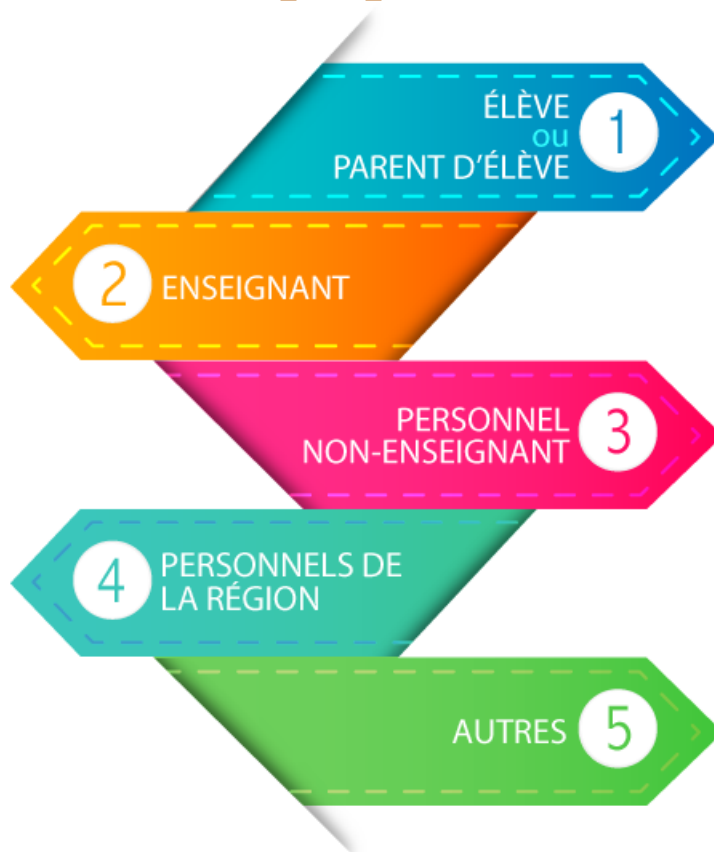 ÉLÈVE
ou
PARENT D'ÉLÈVE
1
2
ENSEIGNANT
PERSONNEL
NON-ENSEIGNANT
3
4
PERSONNELS DE
LA RÉGION
AUTRES
5